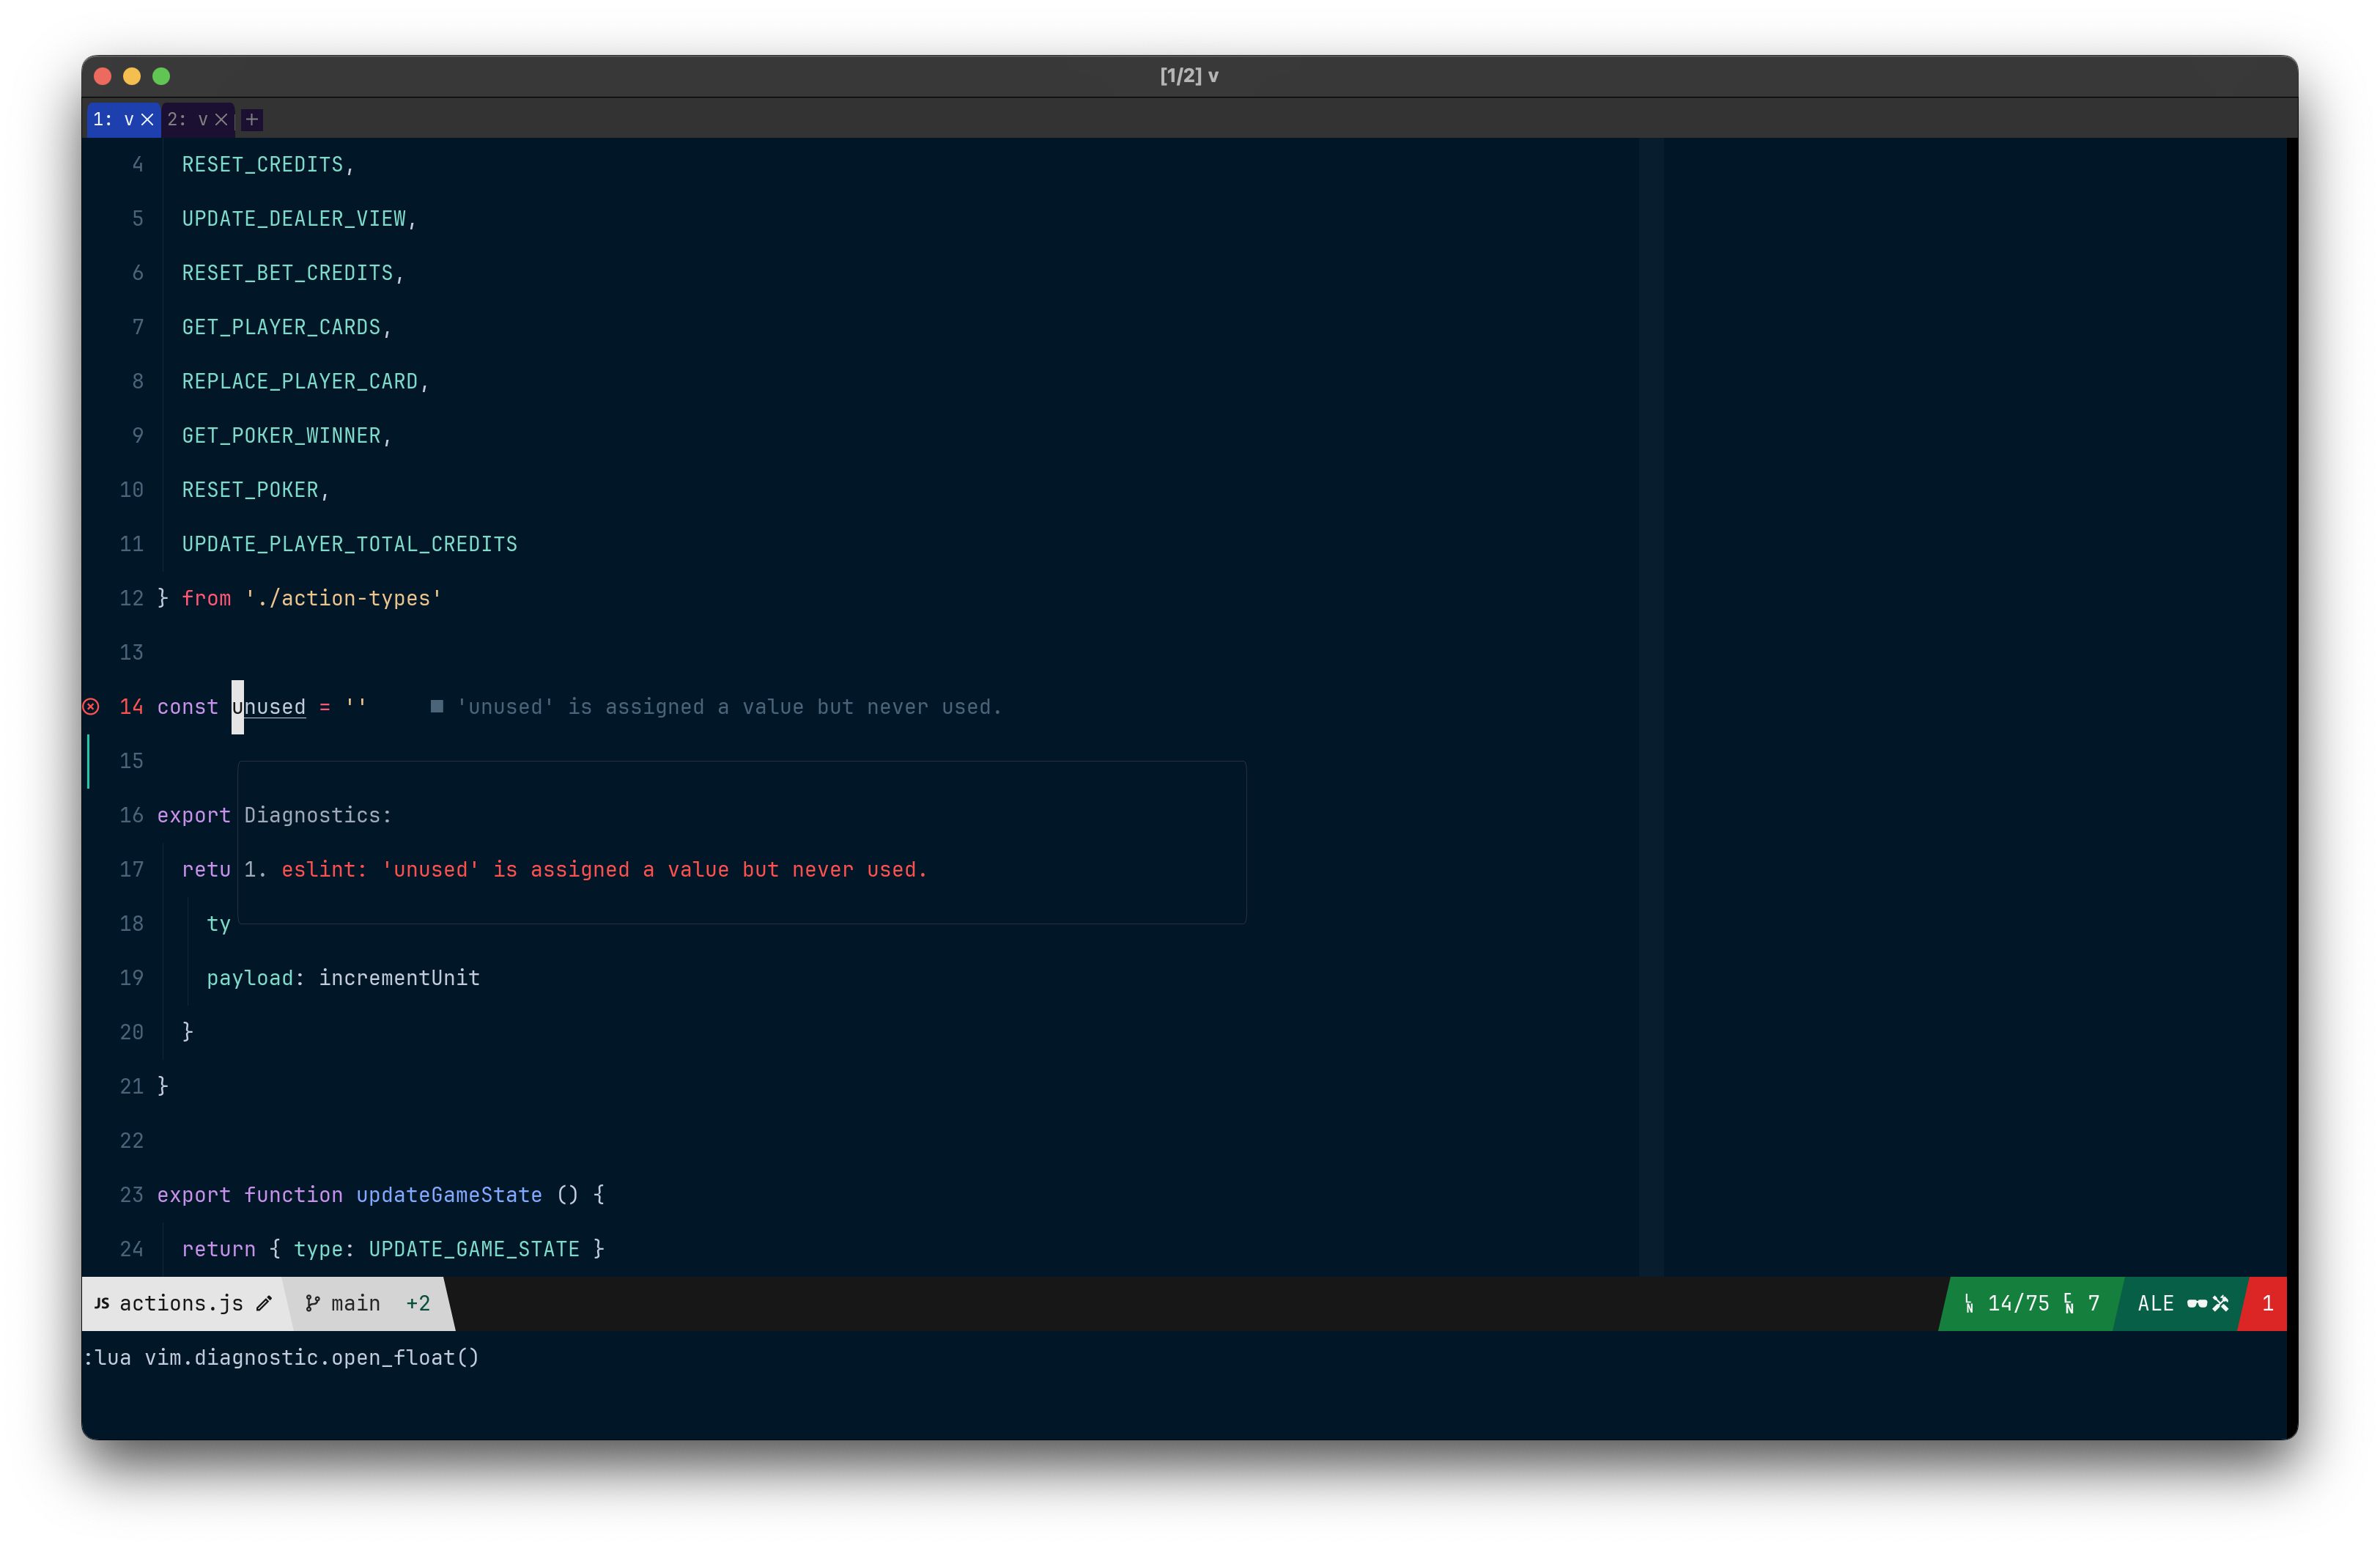 [1/2] v
1: v 2: v +
4 RESET_CREDITS,
5 UPDATE_DEALER_VIEW,
6 RESET_BET_CREDITS,
7 GET_PLAYER_CARDS,
8 REPLACE_PLAYER_CARD,
9 GET_POKER_WINNER,
10 RESET_POKER,
11 UPDATE_PLAYER_TOTAL_CREDITS
12 } from './action-types'
13
14 const unused = '' ■ 'unused' is assigned a value but never used.
15
16 export Diagnostics:
17 retu 1. eslint: 'unused' is assigned a value but never used.
18 ty
19 payload: incrementUnit
20 }
21 }
22
23 export function updateGameState () {
24 return { type: UPDATE_GAME_STATE }
JS actions.js main +2 LN 14/75 CN 7 ALE 1
:lua vim.diagnostic.open_float()